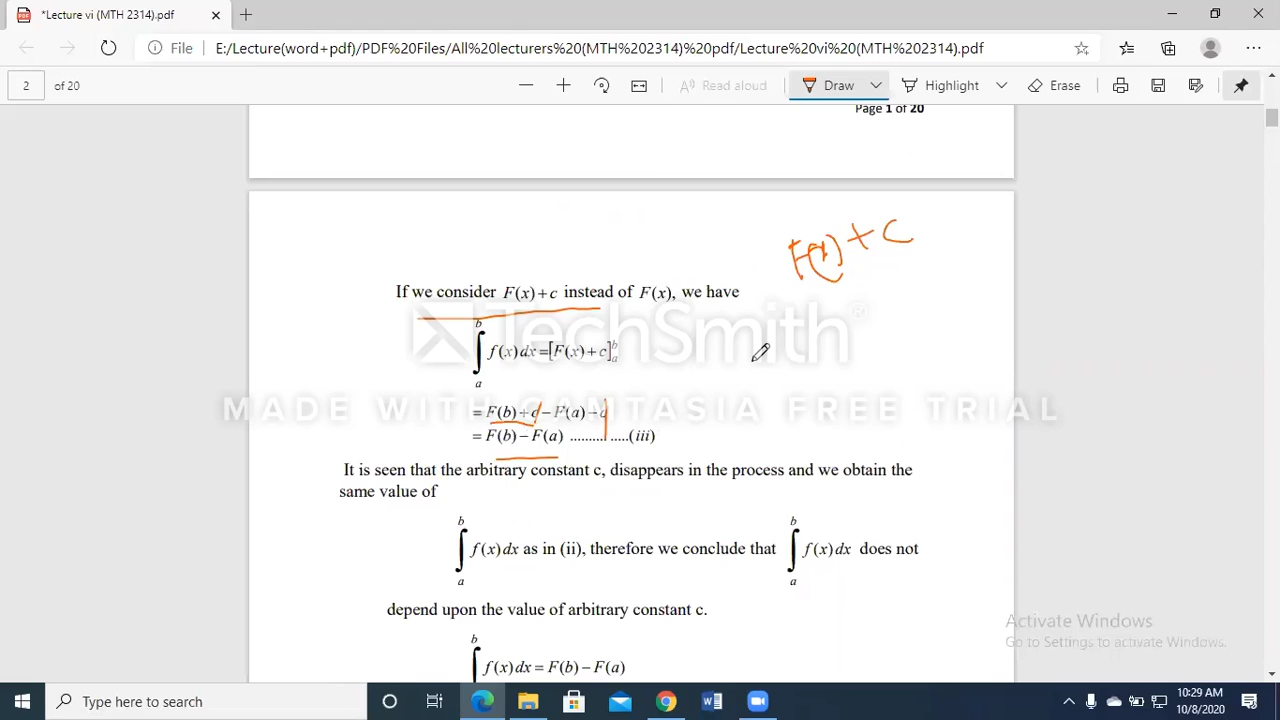 *Lecture vi (MTH 2314).pdf
File E:/Lecture(word+pdf)/PDF%20Files/All%20lecturers%20(MTH%202314)%20pdf/Lecture%20vi%20(MTH%202314).pdf
2 of 20 Read aloud Draw Highlight Erase
Page 1 of 20
F(x) + c
If we consider F(x)+c instead of F(x), we have
∫_a^b f(x)dx=[F(x)+c]_a^b
TechSmith®
MADE WITH CAMTASIA FREE TRIAL
= F(b)+c−F(a)−c
= F(b)−F(a) ......... .....(iii)
It is seen that the arbitrary constant c, disappears in the process and we obtain the
same value of
∫_a^b f(x)dx as in (ii), therefore we conclude that ∫_a^b f(x)dx does not
depend upon the value of arbitrary constant c.
∫^b f(x)dx = F(b)−F(a)
Activate Windows
Go to Settings to activate Windows.
Type here to search
10:29 AM
10/8/2020